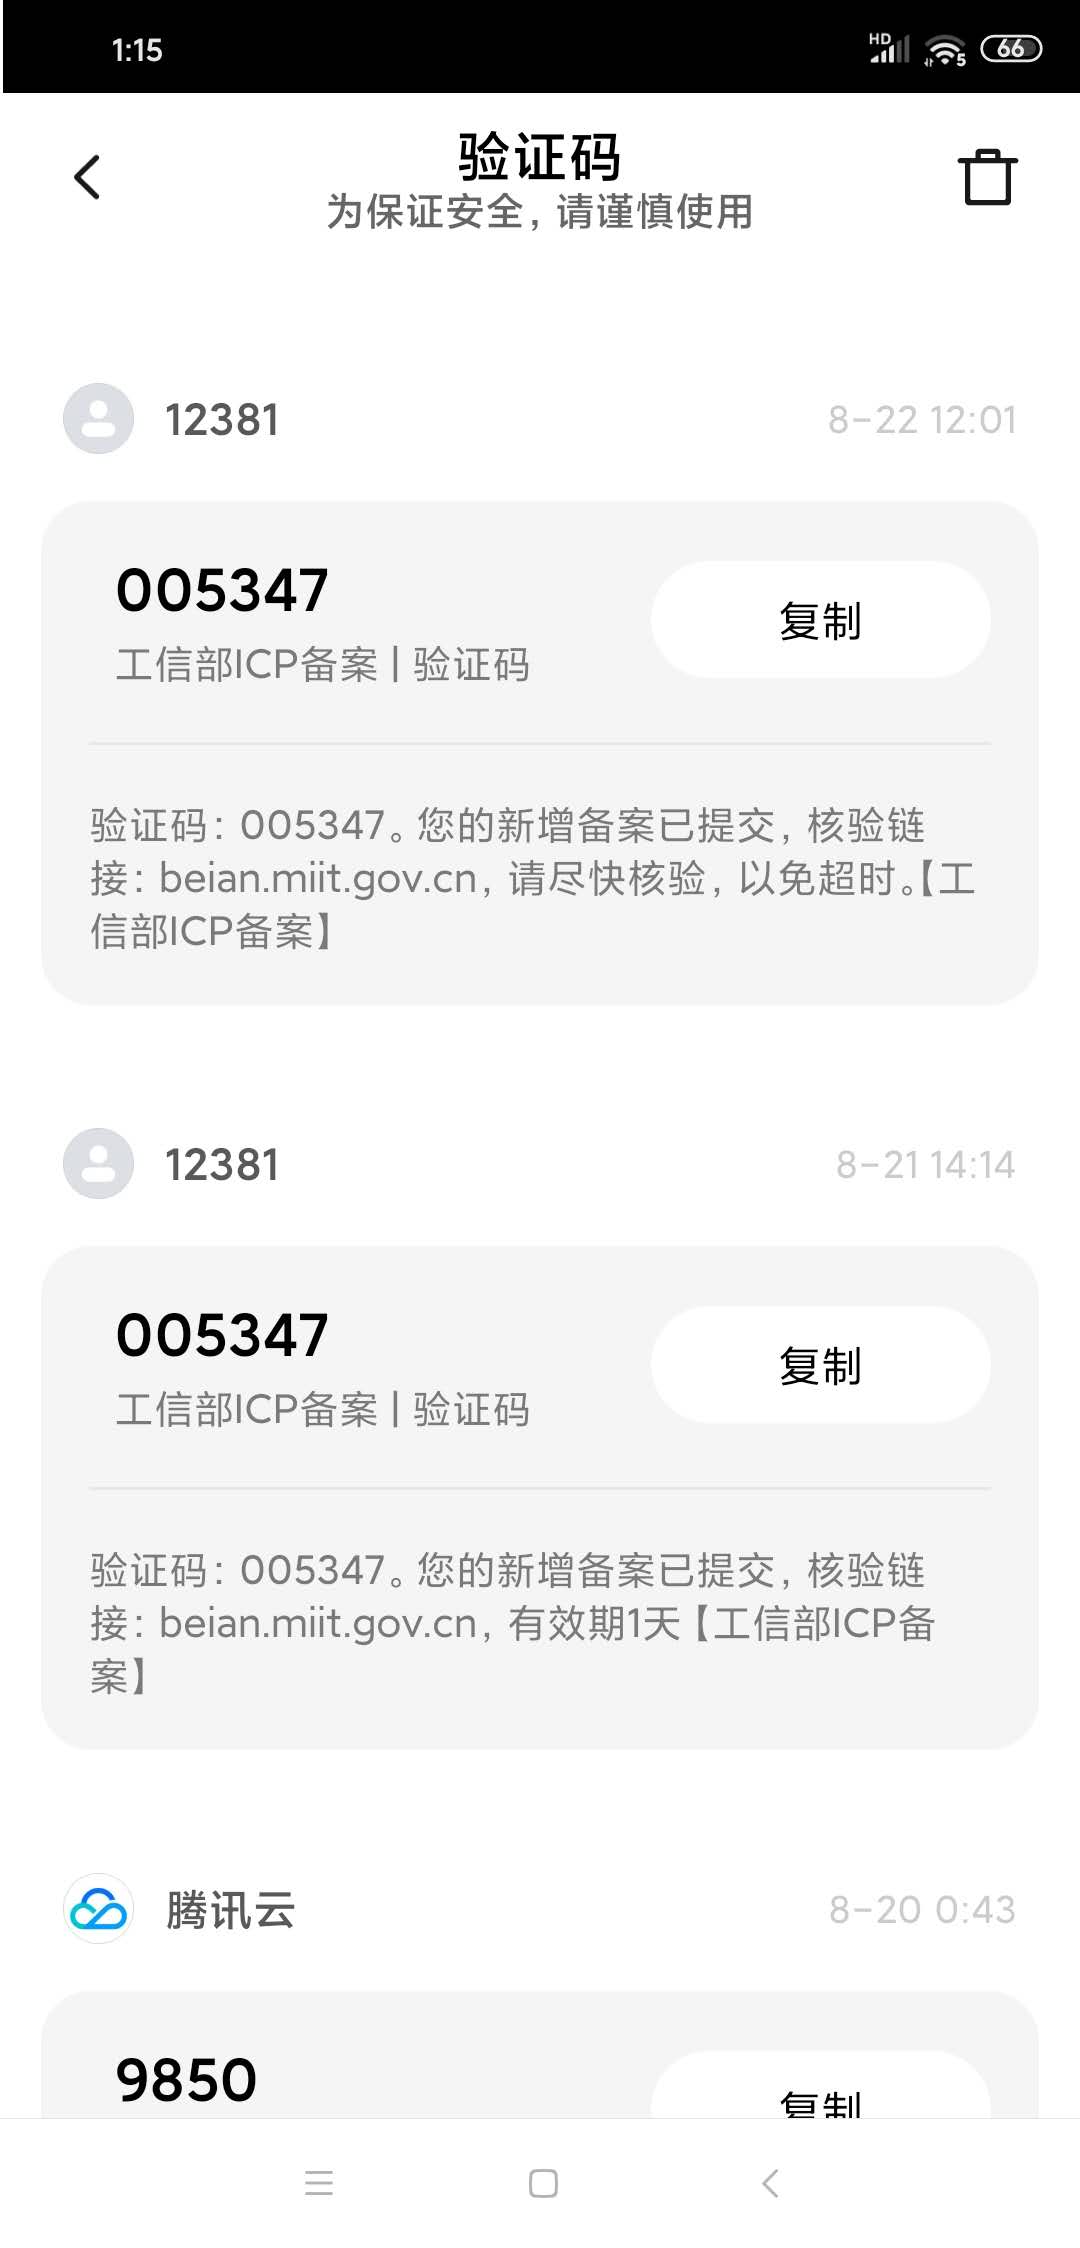 1:15
HD
5
66
验证码
为保证安全，请谨慎使用
12381
8-22 12:01
005347
复制
工信部ICP备案 | 验证码
验证码：005347。您的新增备案已提交，核验链
接：beian.miit.gov.cn，请尽快核验，以免超时。【工
信部ICP备案】
12381
8-21 14:14
005347
复制
工信部ICP备案 | 验证码
验证码：005347。您的新增备案已提交，核验链
接：beian.miit.gov.cn，有效期1天【工信部ICP备
案】
腾讯云
8-20 0:43
9850
复制